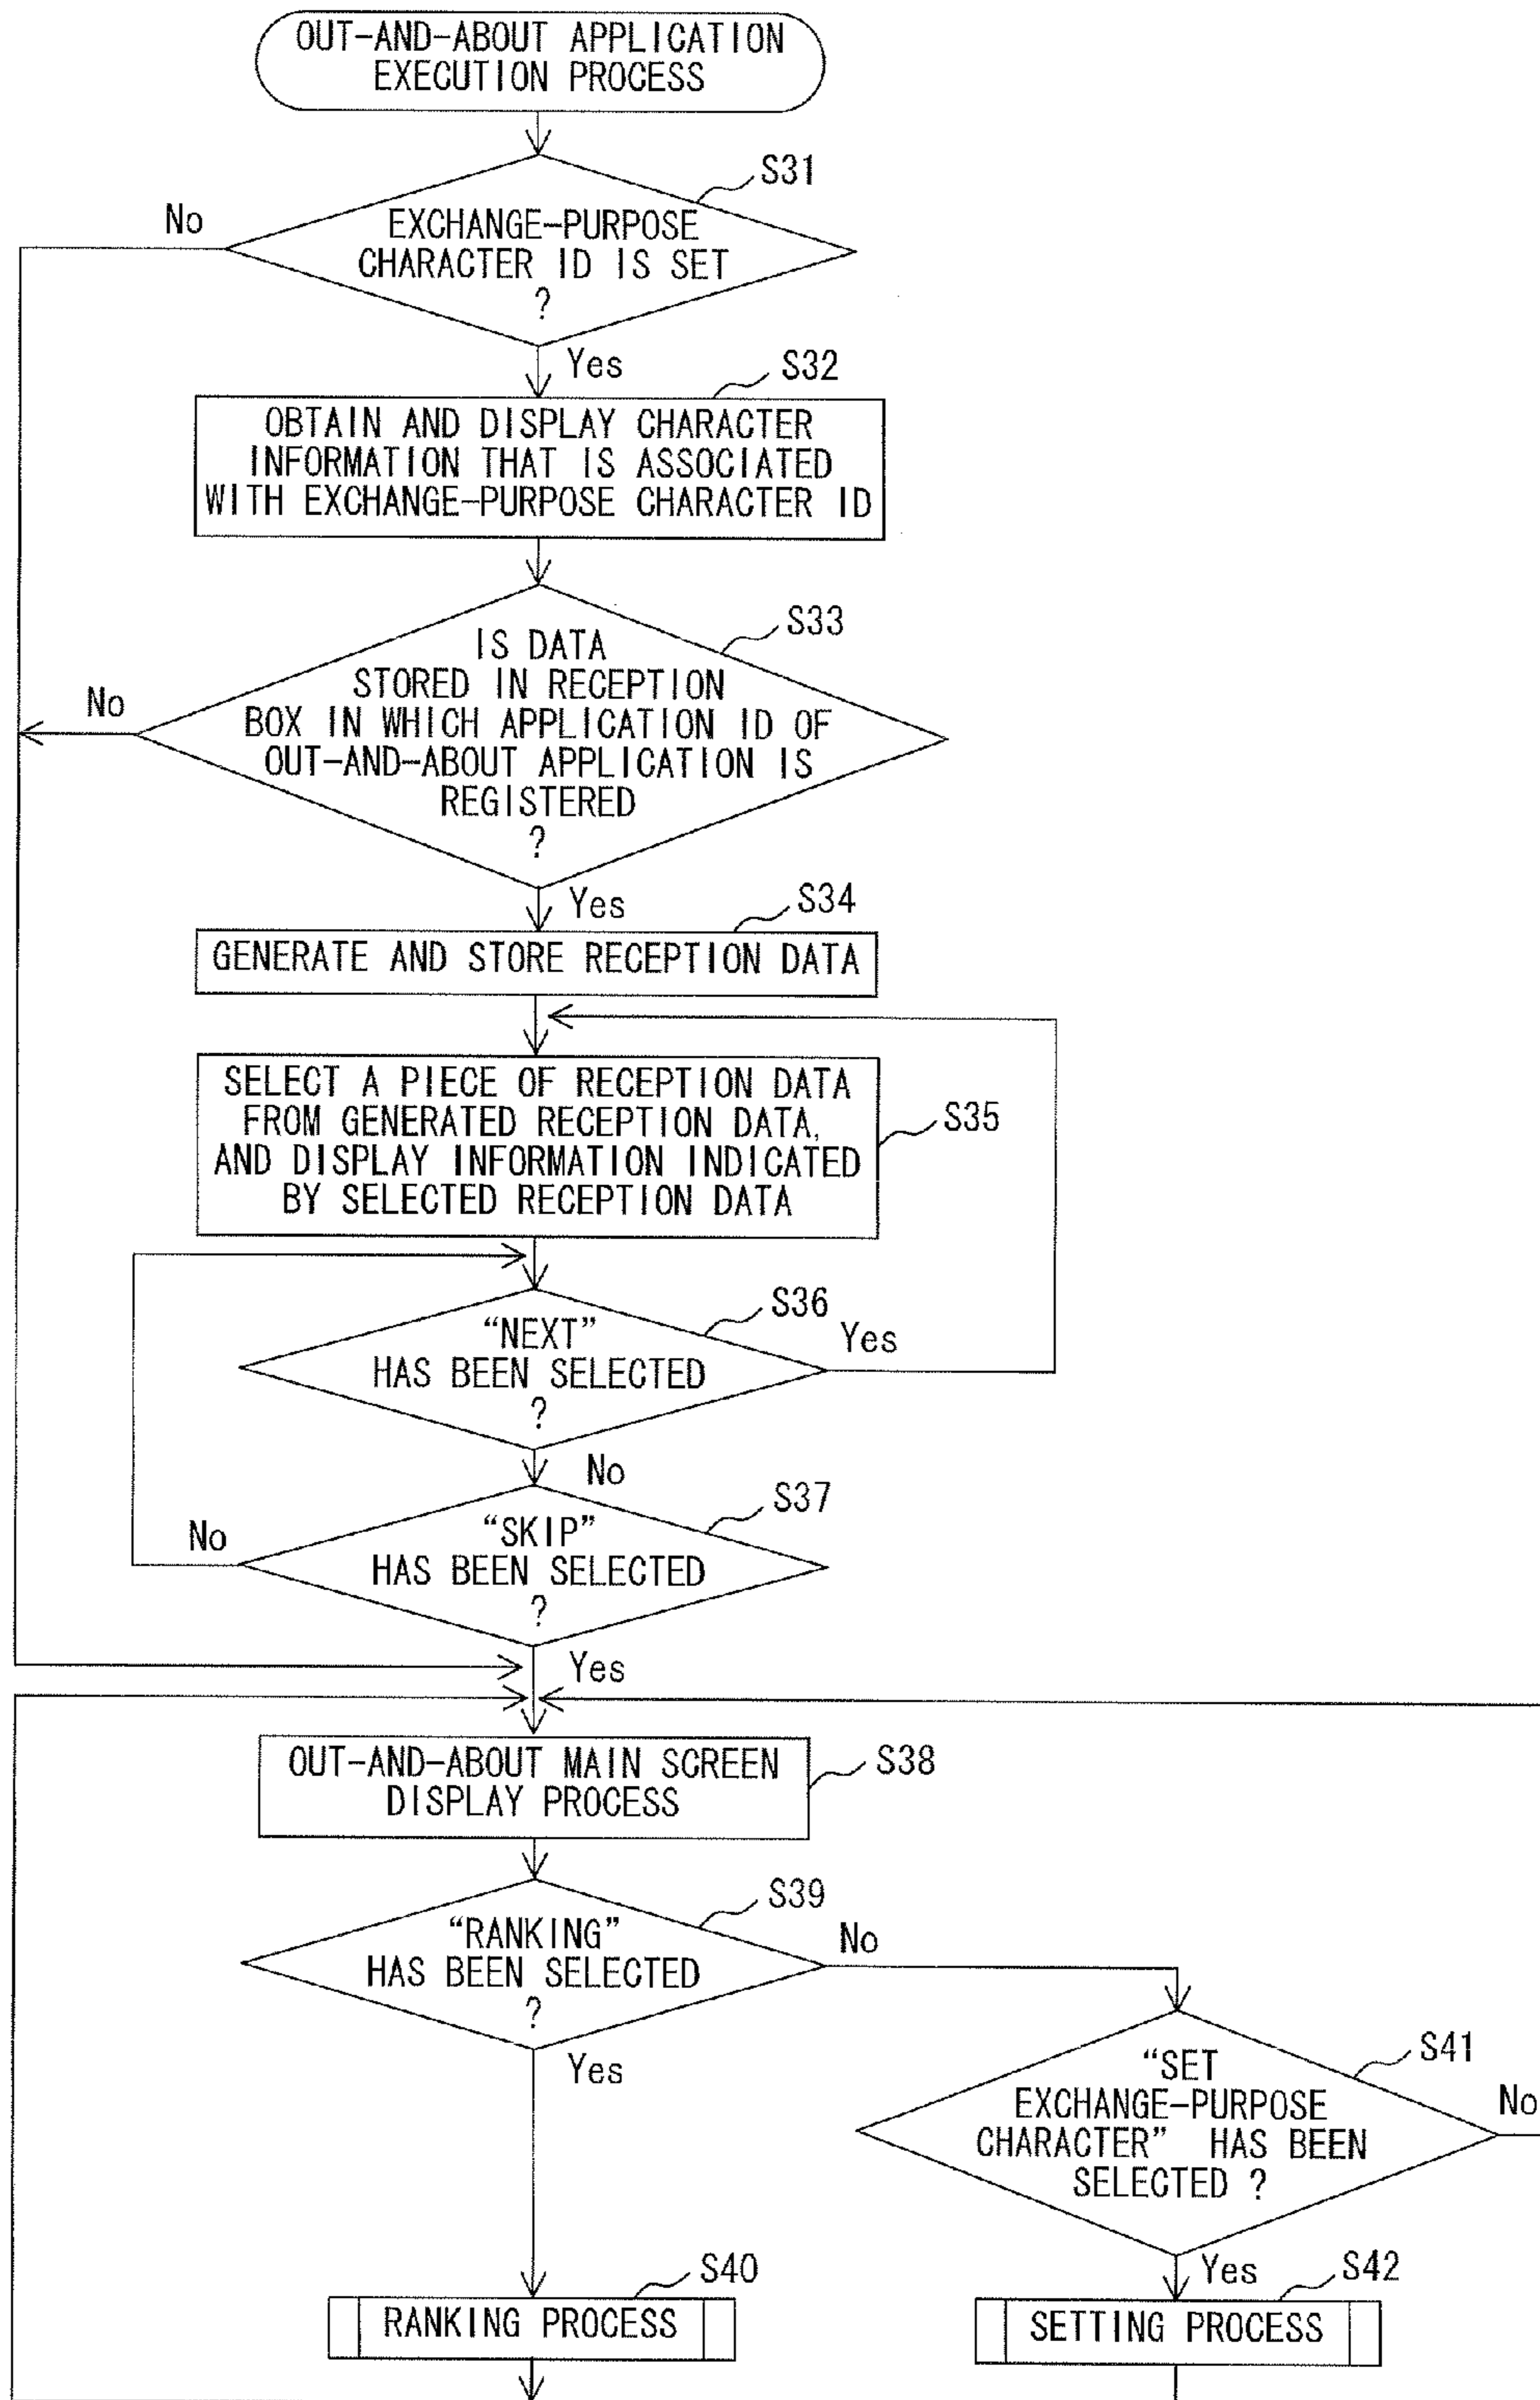 OUT-AND-ABOUT APPLICATION
EXECUTION PROCESS
S31
No
EXCHANGE-PURPOSE
CHARACTER ID IS SET
?
Yes
S32
OBTAIN AND DISPLAY CHARACTER
INFORMATION THAT IS ASSOCIATED
WITH EXCHANGE-PURPOSE CHARACTER ID
S33
No
IS DATA
STORED IN RECEPTION
BOX IN WHICH APPLICATION ID OF
OUT-AND-ABOUT APPLICATION IS
REGISTERED
?
Yes
S34
GENERATE AND STORE RECEPTION DATA
SELECT A PIECE OF RECEPTION DATA
FROM GENERATED RECEPTION DATA,
AND DISPLAY INFORMATION INDICATED
BY SELECTED RECEPTION DATA
S35
S36
“NEXT”
HAS BEEN SELECTED
?
Yes
No
S37
No
“SKIP”
HAS BEEN SELECTED
?
Yes
OUT-AND-ABOUT MAIN SCREEN
DISPLAY PROCESS
S38
S39
“RANKING”
HAS BEEN SELECTED
?
No
Yes
S41
“SET
EXCHANGE-PURPOSE
CHARACTER” HAS BEEN
SELECTED ?
No
Yes
S40
RANKING PROCESS
S42
SETTING PROCESS